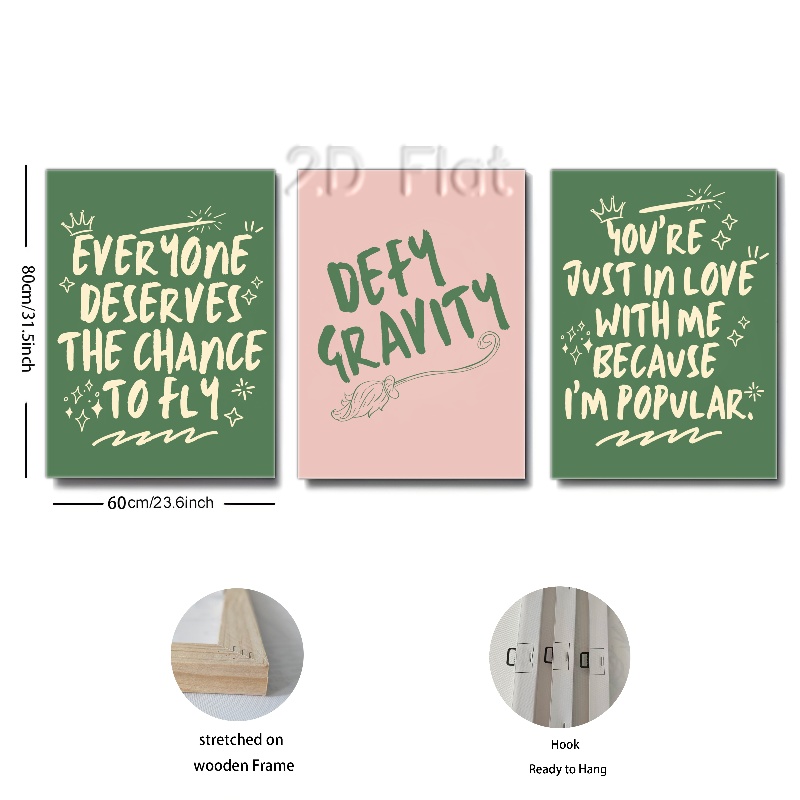 2.D Flat
EVERYONE
DESERVES
THE CHANCE
TO FLY
DEFY
GRAVITY
YOU'RE
JUST IN LOVE
WITH ME
BECAUSE
I'M POPULAR.
80cm/31.5inch
60cm/23.6inch
stretched on
wooden Frame
Hook
Ready to Hang